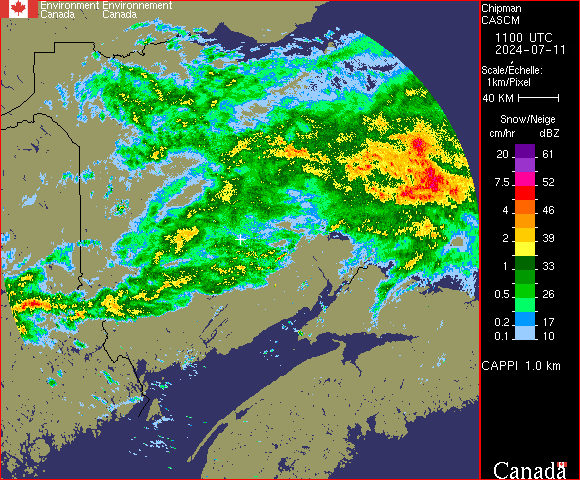 Environment Environnement
Canada Canada
Chipman
CASCM
1100 UTC
2024-07-11
Scale/Échelle:
1km/Pixel
40 KM
Snow/Neige
cm/hr dBZ
20 61
7.5 52
4 46
2 39
1 33
0.5 26
0.2 17
0.1 10
CAPPI 1.0 km
Canada